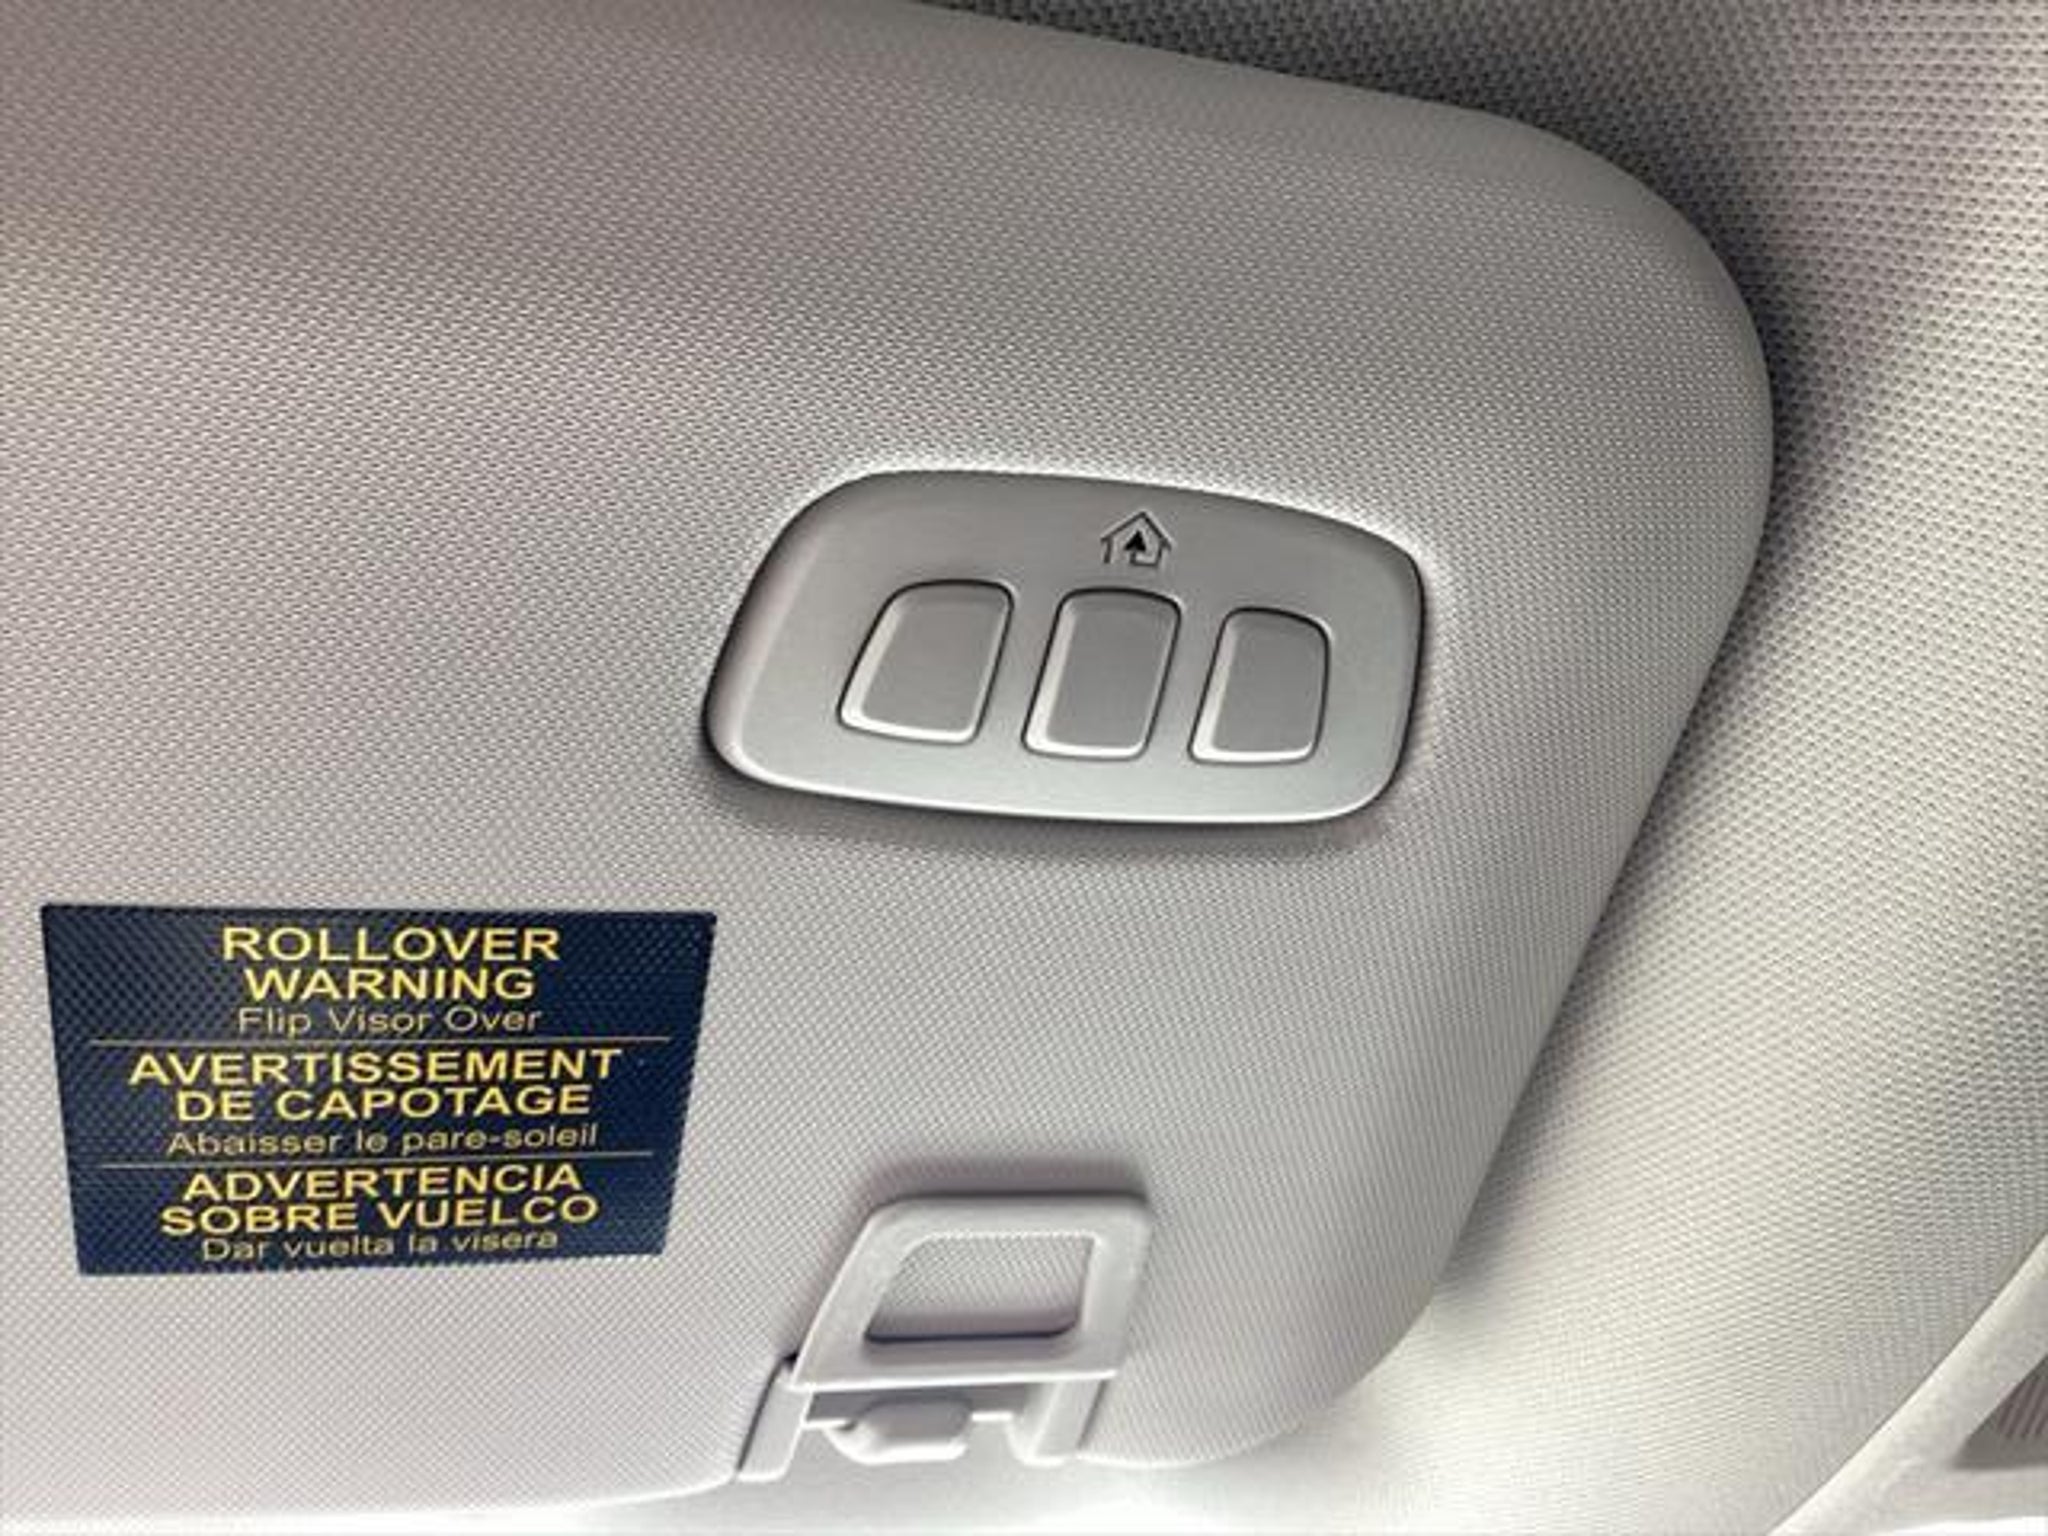 ROLLOVER
WARNING
Flip Visor Over
AVERTISSEMENT
DE CAPOTAGE
Abaisser le pare-soleil
ADVERTENCIA
SOBRE VUELCO
Dar vuelta la visera